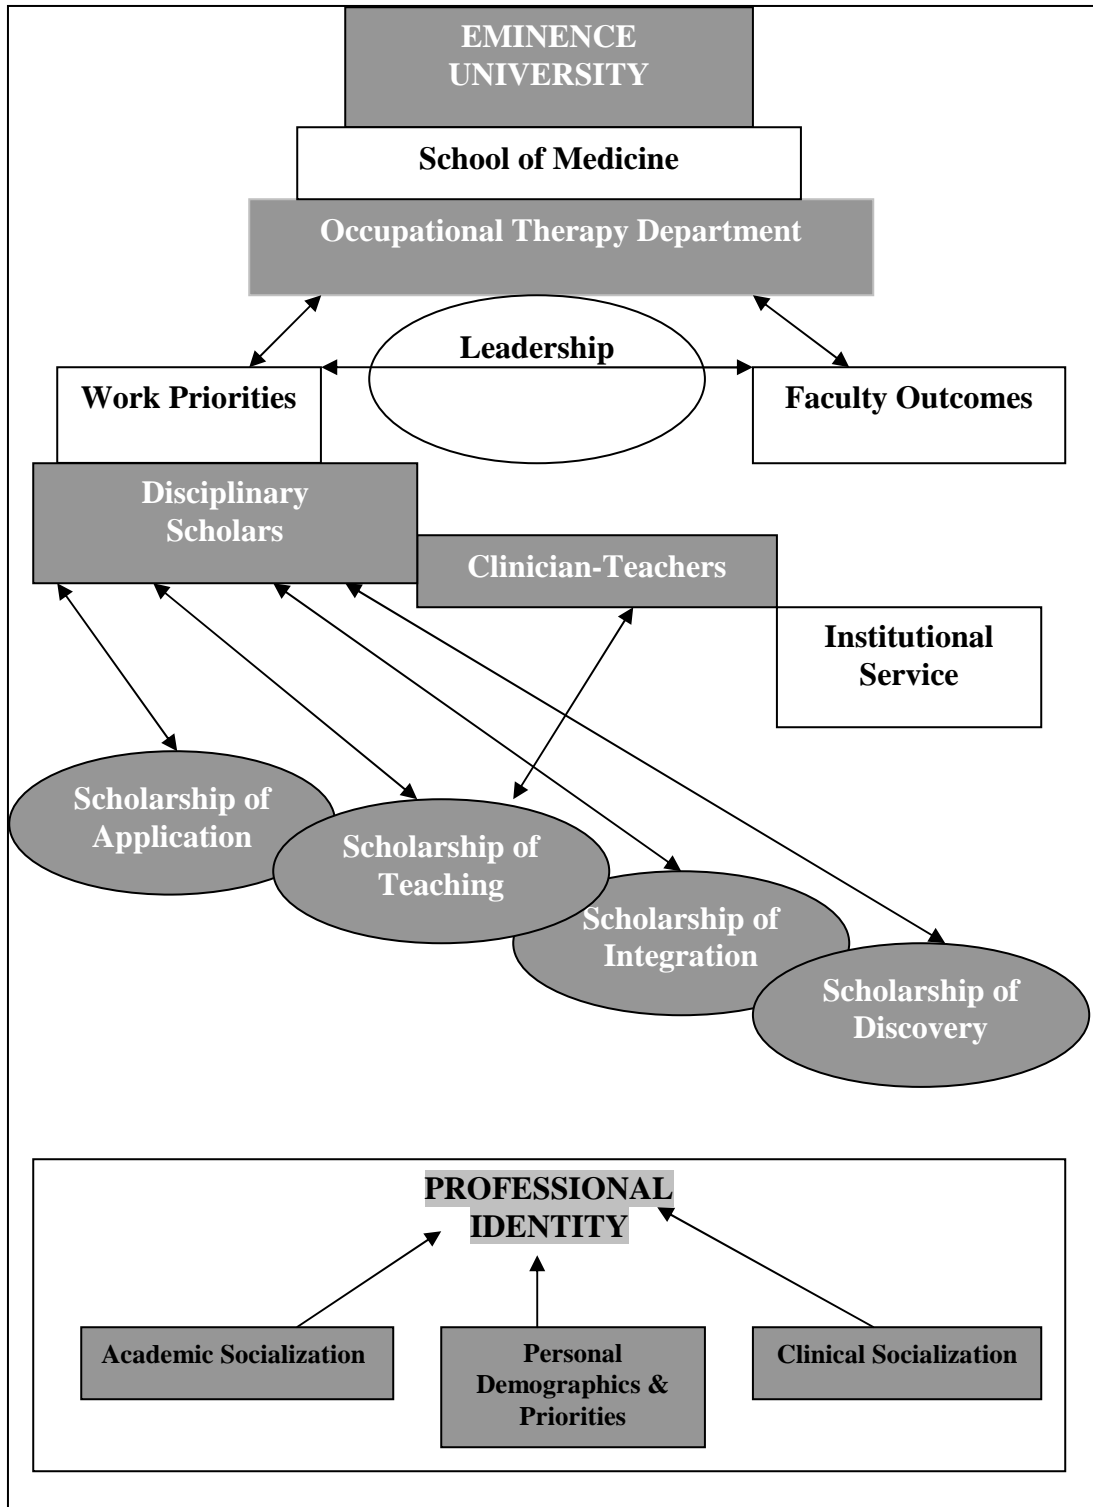 EMINENCE
UNIVERSITY
School of Medicine
Occupational Therapy Department
Leadership
Work Priorities
Faculty Outcomes
Disciplinary
Scholars
Clinician-Teachers
Institutional
Service
Scholarship of
Application
Scholarship of
Teaching
Scholarship of
Integration
Scholarship of
Discovery
PROFESSIONAL
IDENTITY
Academic Socialization
Personal
Demographics &
Priorities
Clinical Socialization